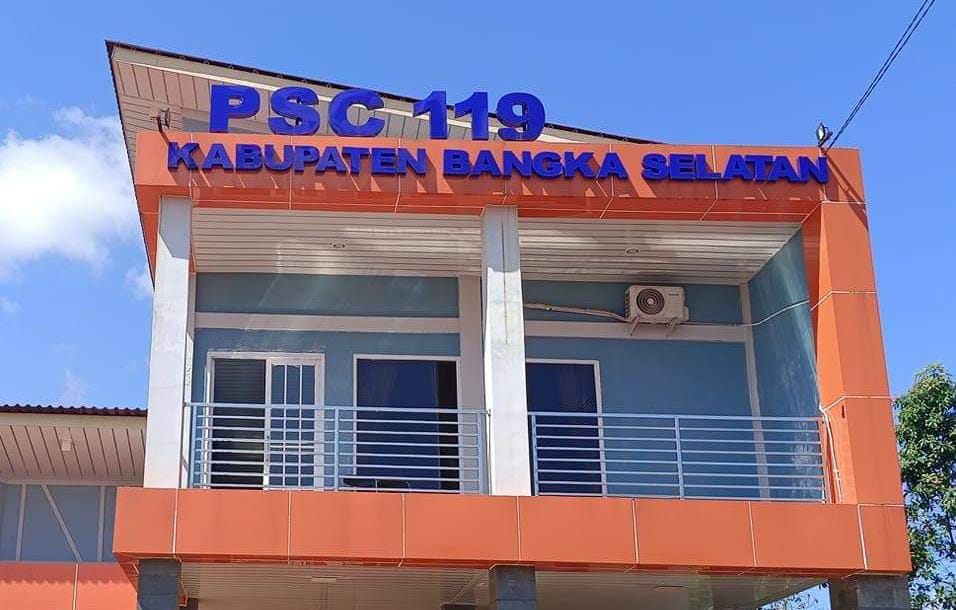 PSC 119
KABUPATEN BANGKA SELATAN